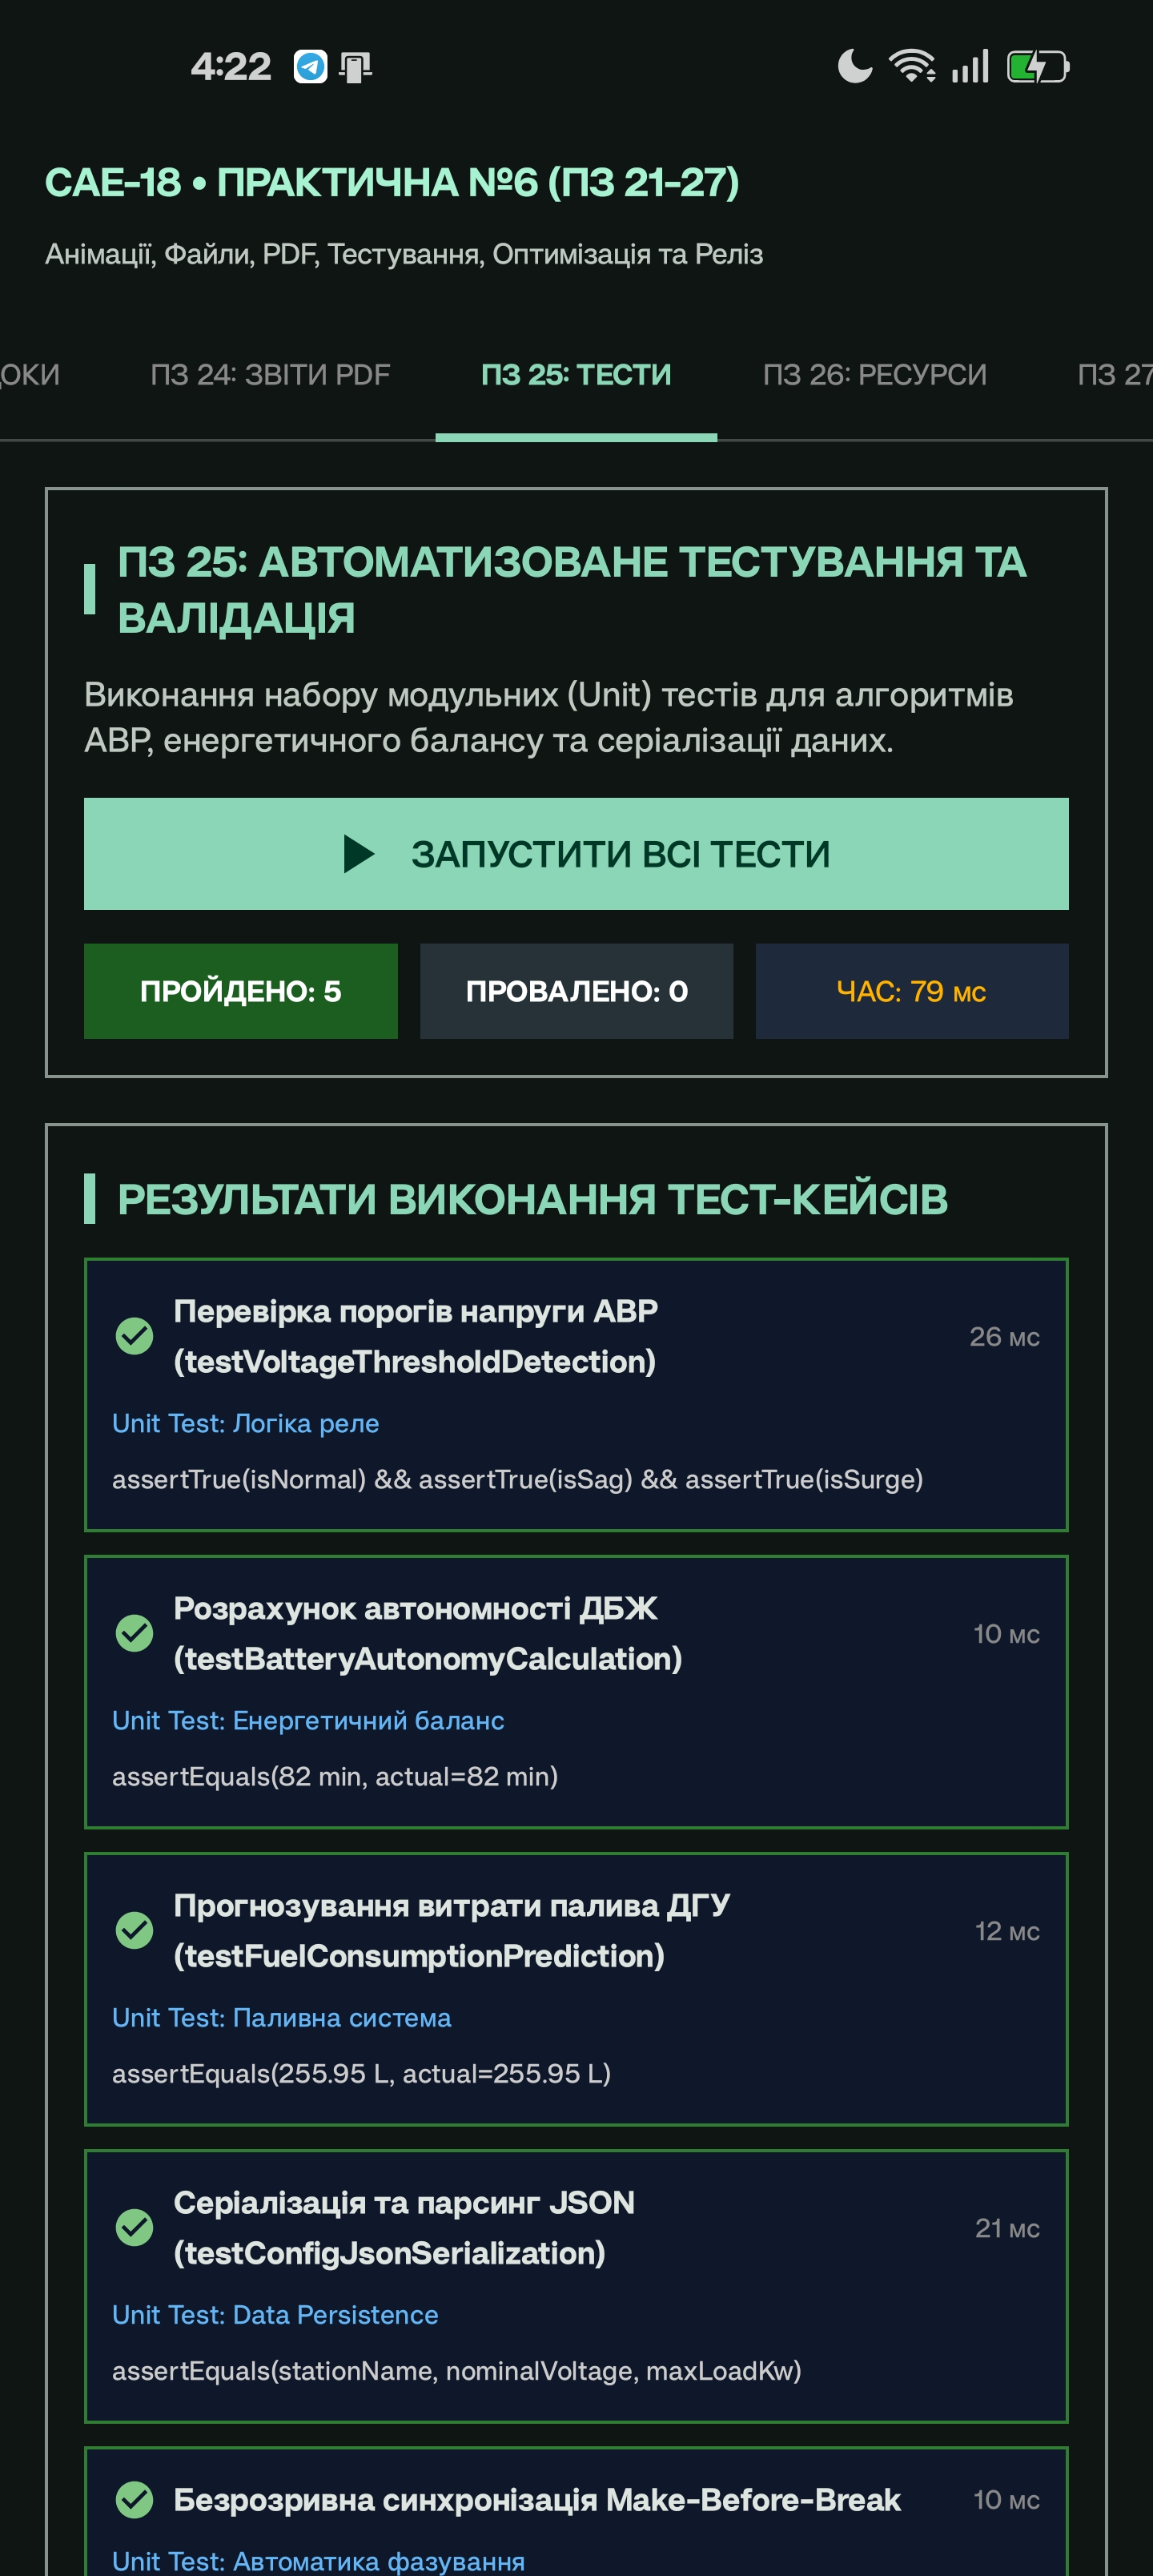 4:22
САЕ-18 • ПРАКТИЧНА №6 (ПЗ 21-27)
Анімації, Файли, PDF, Тестування, Оптимізація та Реліз
ОКИ
ПЗ 24: ЗВІТИ PDF
ПЗ 25: ТЕСТИ
ПЗ 26: РЕСУРСИ
ПЗ 27
ПЗ 25: АВТОМАТИЗОВАНЕ ТЕСТУВАННЯ ТА
ВАЛІДАЦІЯ
Виконання набору модульних (Unit) тестів для алгоритмів
АВР, енергетичного балансу та серіалізації даних.
ЗАПУСТИТИ ВСІ ТЕСТИ
ПРОЙДЕНО: 5
ПРОВАЛЕНО: 0
ЧАС: 79 мс
РЕЗУЛЬТАТИ ВИКОНАННЯ ТЕСТ-КЕЙСІВ
Перевірка порогів напруги АВР
(testVoltageThresholdDetection)
26 мс
Unit Test: Логіка реле
assertTrue(isNormal) && assertTrue(isSag) && assertTrue(isSurge)
Розрахунок автономності ДБЖ
(testBatteryAutonomyCalculation)
10 мс
Unit Test: Енергетичний баланс
assertEquals(82 min, actual=82 min)
Прогнозування витрати палива ДГУ
(testFuelConsumptionPrediction)
12 мс
Unit Test: Паливна система
assertEquals(255.95 L, actual=255.95 L)
Серіалізація та парсинг JSON
(testConfigJsonSerialization)
21 мс
Unit Test: Data Persistence
assertEquals(stationName, nominalVoltage, maxLoadKw)
Безрозривна синхронізація Make-Before-Break
10 мс
Unit Test: Автоматика фазування